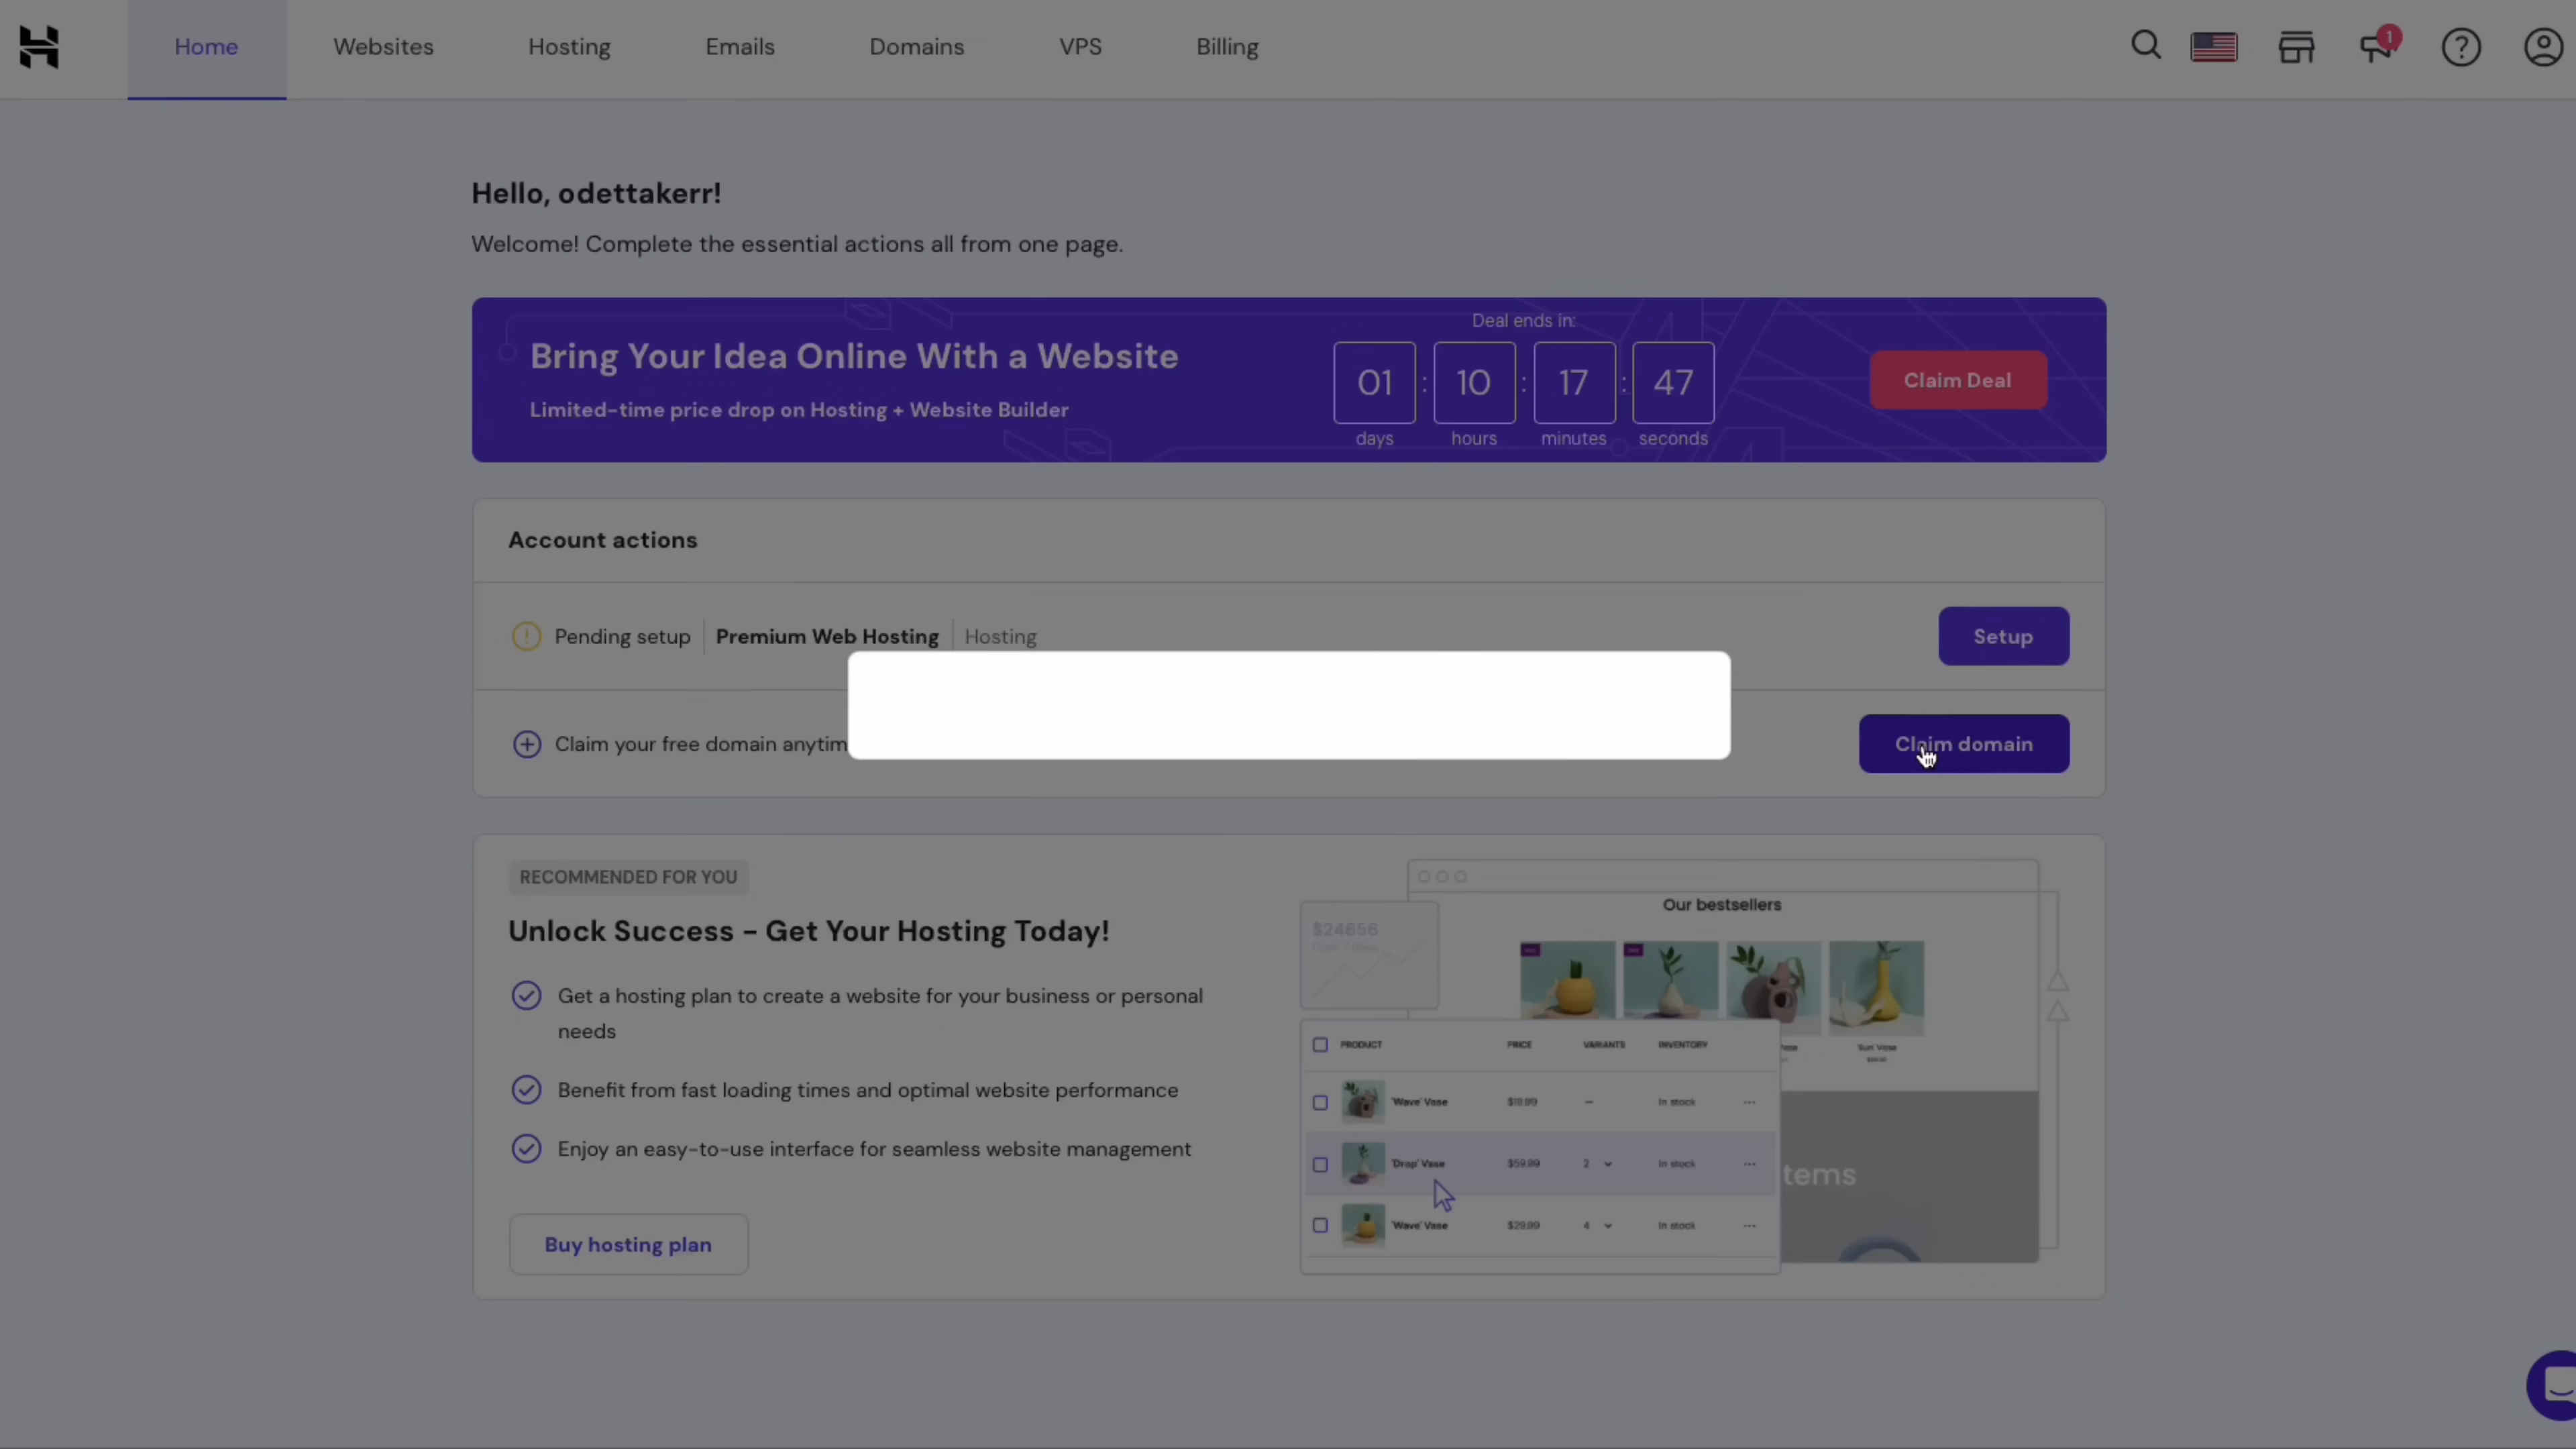 Home Websites Hosting Emails Domains VPS Billing
1
Hello, odettakerr!
Welcome! Complete the essential actions all from one page.
Bring Your Idea Online With a Website
Limited-time price drop on Hosting + Website Builder
Deal ends in:
01 : 10 : 17 : 47
days hours minutes seconds
Claim Deal
Account actions
Pending setup Premium Web Hosting Hosting
Setup
Claim your free domain anytim
Claim domain
RECOMMENDED FOR YOU
Unlock Success - Get Your Hosting Today!
Get a hosting plan to create a website for your business or personal
needs
Benefit from fast loading times and optimal website performance
Enjoy an easy-to-use interface for seamless website management
Buy hosting plan
Our bestsellers
$24656
'Sun' Vase
PRODUCT PRICE VARIANTS INVENTORY
'Wave' Vase $19.99 – In stock ...
'Drop' Vase $59.99 2 In stock ...
'Wave' Vase $29.99 4 In stock ...
tems